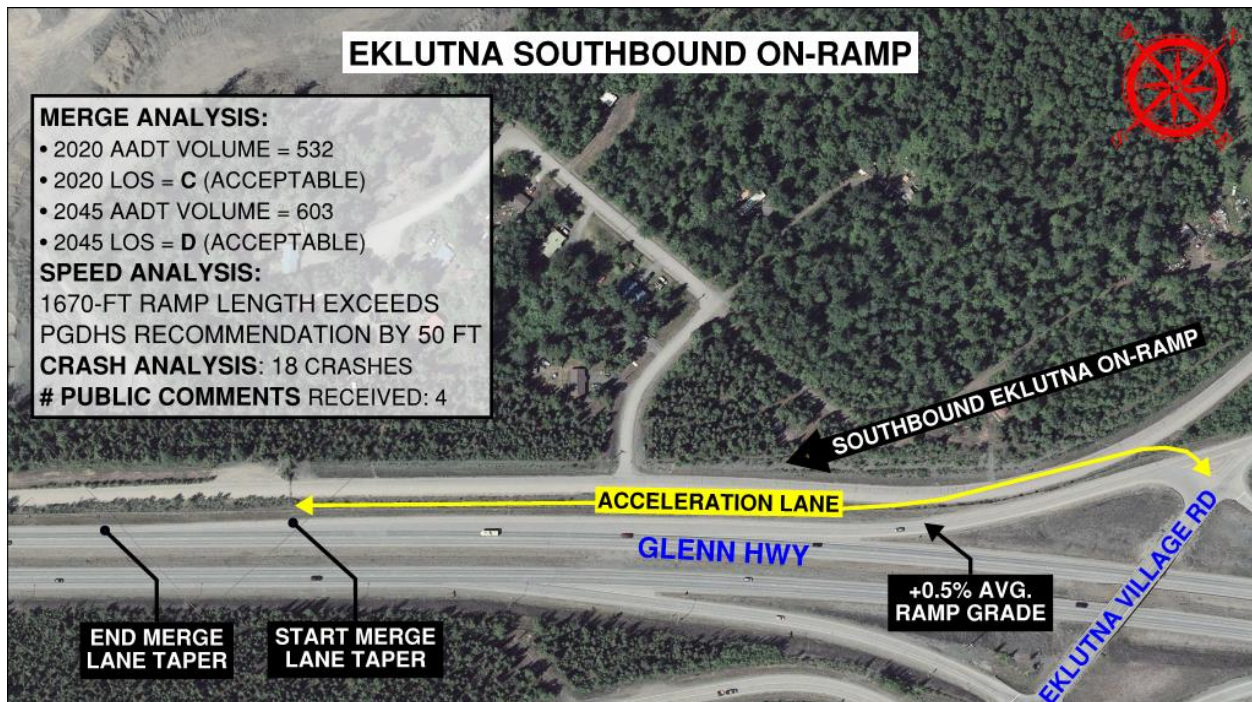 EKLUTNA SOUTHBOUND ON-RAMP
MERGE ANALYSIS:
• 2020 AADT VOLUME = 532
• 2020 LOS = C (ACCEPTABLE)
• 2045 AADT VOLUME = 603
• 2045 LOS = D (ACCEPTABLE)
SPEED ANALYSIS:
1670-FT RAMP LENGTH EXCEEDS
PGDHS RECOMMENDATION BY 50 FT
CRASH ANALYSIS: 18 CRASHES
# PUBLIC COMMENTS RECEIVED: 4
SOUTHBOUND EKLUTNA ON-RAMP
ACCELERATION LANE
GLENN HWY
EKLUTNA VILLAGE RD
+0.5% AVG.
RAMP GRADE
END MERGE
LANE TAPER
START MERGE
LANE TAPER